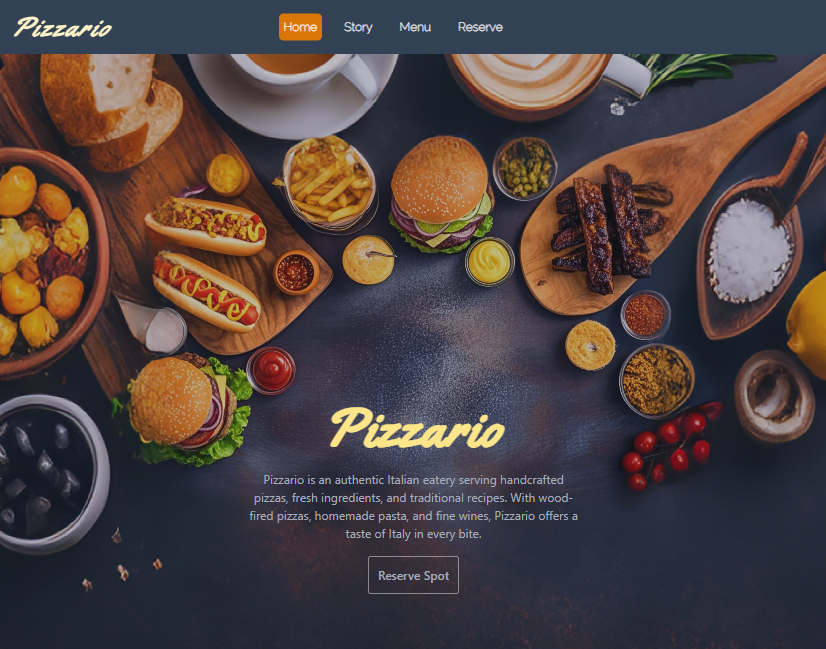 Pizzario
Home Story Menu Reserve
Pizzario
Pizzario is an authentic Italian eatery serving handcrafted
pizzas, fresh ingredients, and traditional recipes. With wood-
fired pizzas, homemade pasta, and fine wines, Pizzario offers a
taste of Italy in every bite.
Reserve Spot